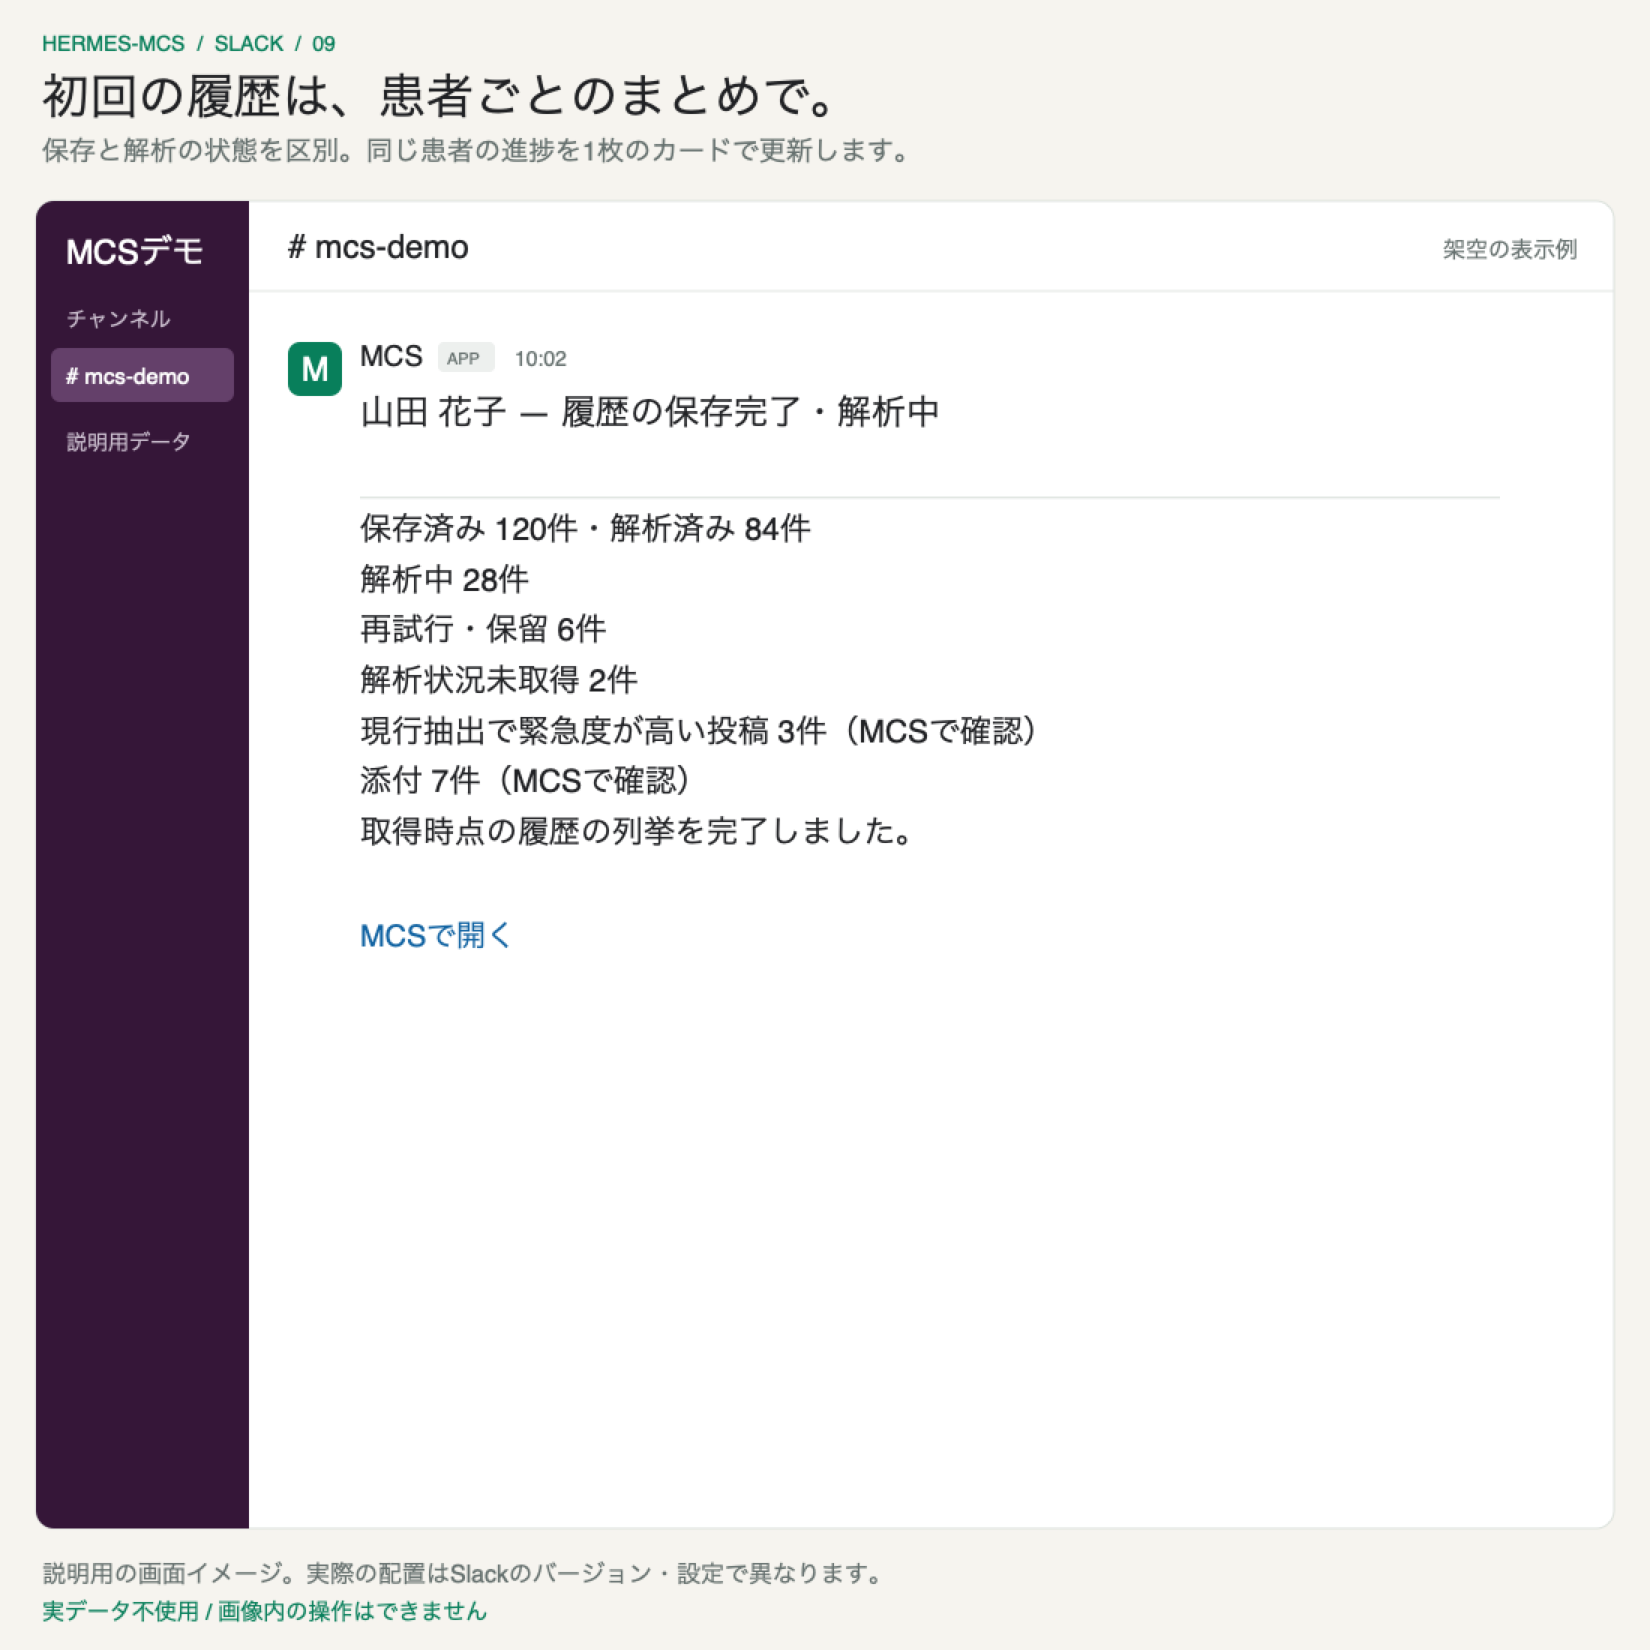 HERMES-MCS / SLACK / 09
初回の履歴は、患者ごとのまとめで。
保存と解析の状態を区別。同じ患者の進捗を1枚のカードで更新します。
MCSデモ
チャンネル
# mcs-demo
説明用データ
# mcs-demo
架空の表示例
M
MCS APP 10:02
山田 花子 — 履歴の保存完了・解析中
保存済み 120件・解析済み 84件
解析中 28件
再試行・保留 6件
解析状況未取得 2件
現行抽出で緊急度が高い投稿 3件（MCSで確認）
添付 7件（MCSで確認）
取得時点の履歴の列挙を完了しました。
MCSで開く
説明用の画面イメージ。実際の配置はSlackのバージョン・設定で異なります。
実データ不使用 / 画像内の操作はできません